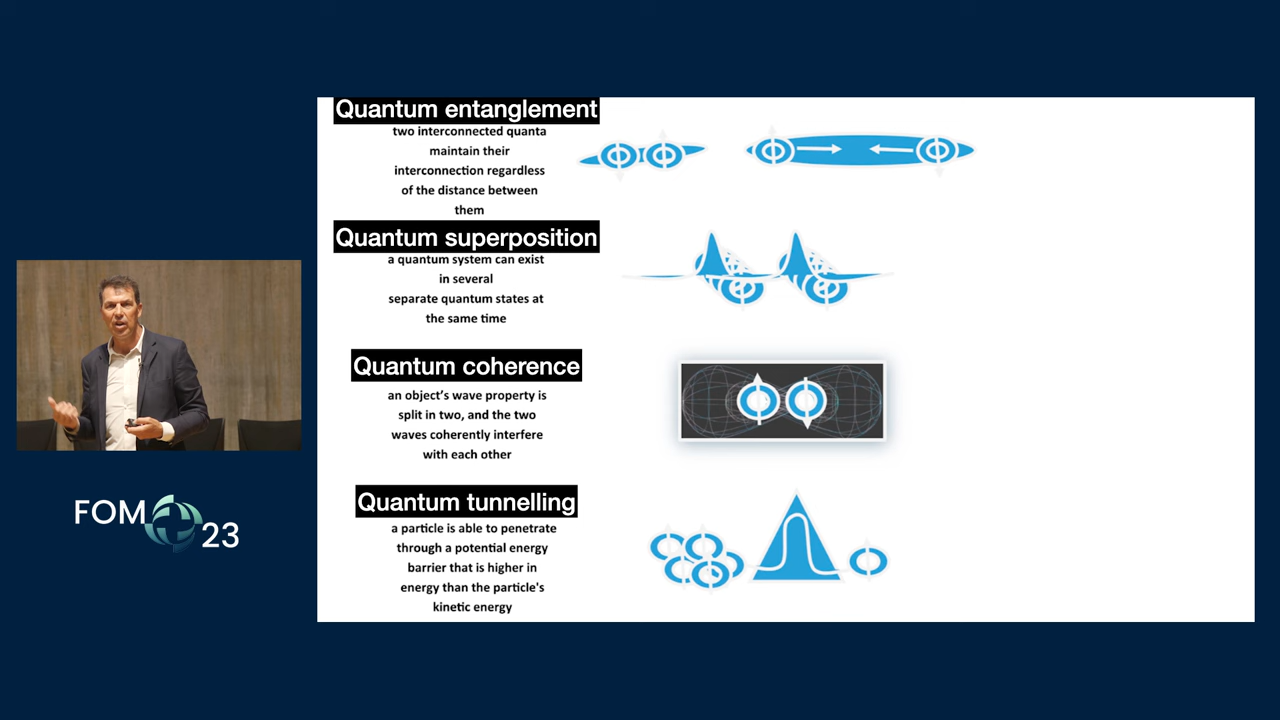 Quantum entanglement
two interconnected quanta
maintain their
interconnection regardless
of the distance between
them
Quantum superposition
a quantum system can exist
in several
separate quantum states at
the same time
Quantum coherence
an object’s wave property is
split in two, and the two
waves coherently interfere
with each other
Quantum tunnelling
a particle is able to penetrate
through a potential energy
barrier that is higher in
energy than the particle's
kinetic energy
FOM 23